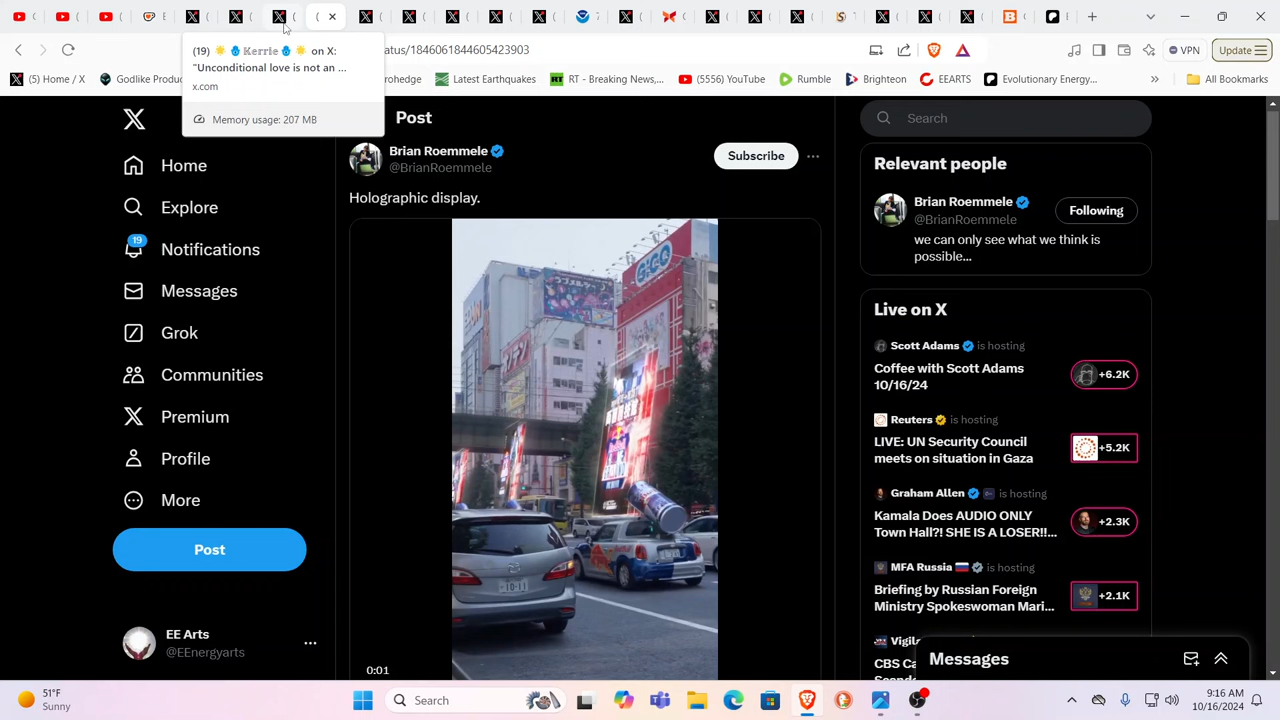 atus/1846061844605423903
VPN
Update
(5) Home / X
Godlike Produc
rohedge
Latest Earthquakes
RT - Breaking News,...
(5556) YouTube
Rumble
Brighteon
EEARTS
Evolutionary Energy...
All Bookmarks
(19) ☀️ 🧘 𝕂𝕖𝕣𝕣𝕚𝕖 🧘 ☀️ on X:
"Unconditional love is not an ...
x.com
Memory usage: 207 MB
Home
Explore
19
Notifications
Messages
Grok
Communities
Premium
Profile
More
Post
EE Arts
@EEnergyarts
Post
Brian Roemmele
@BrianRoemmele
Subscribe
Holographic display.
GiGO
10-11
0:01
Search
Relevant people
Brian Roemmele
@BrianRoemmele
Following
we can only see what we think is
possible...
Live on X
Scott Adams is hosting
Coffee with Scott Adams
10/16/24
+6.2K
Reuters is hosting
LIVE: UN Security Council
meets on situation in Gaza
+5.2K
Graham Allen is hosting
Kamala Does AUDIO ONLY
Town Hall?! SHE IS A LOSER!!...
+2.3K
MFA Russia 🇷🇺 is hosting
Briefing by Russian Foreign
Ministry Spokeswoman Mari...
+2.1K
Vigila
CBS Ca
Messages
51°F
Sunny
Search
9:16 AM
10/16/2024